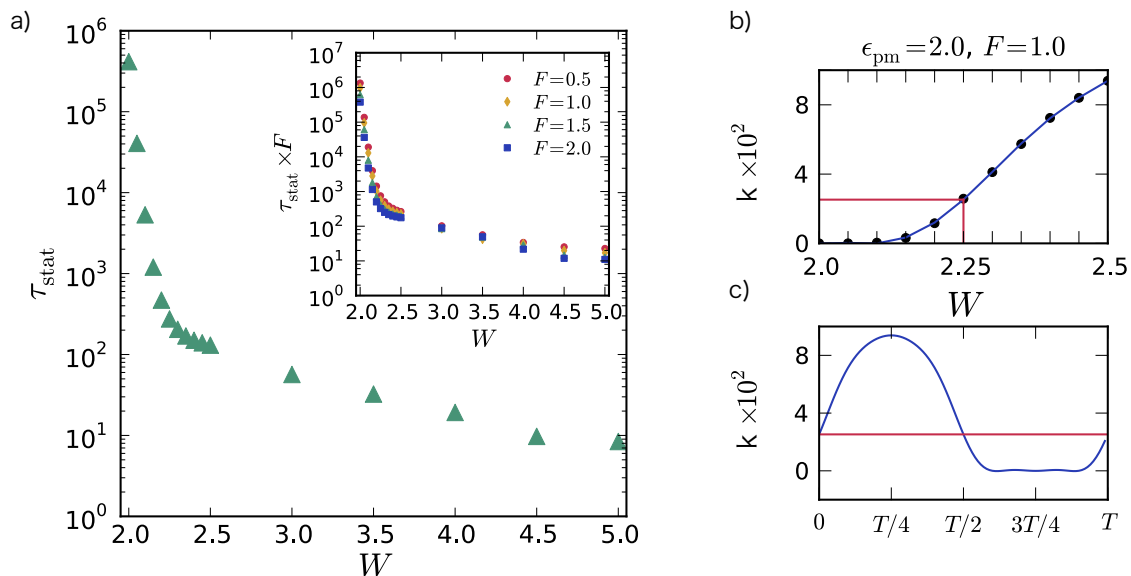 a)
τ_stat
10^6
10^5
10^4
10^3
10^2
10^1
10^0
2.0 2.5 3.0 3.5 4.0 4.5 5.0
W
τ_stat × F
10^7
10^6
10^5
10^4
10^3
10^2
10^1
10^0
2.0 2.5 3.0 3.5 4.0 4.5 5.0
W
F=0.5
F=1.0
F=1.5
F=2.0
b)
ϵ_pm=2.0, F=1.0
k ×10^2
8
4
0
2.0 2.25 2.5
W
c)
k ×10^2
8
4
0
0 T/4 T/2 3T/4 T